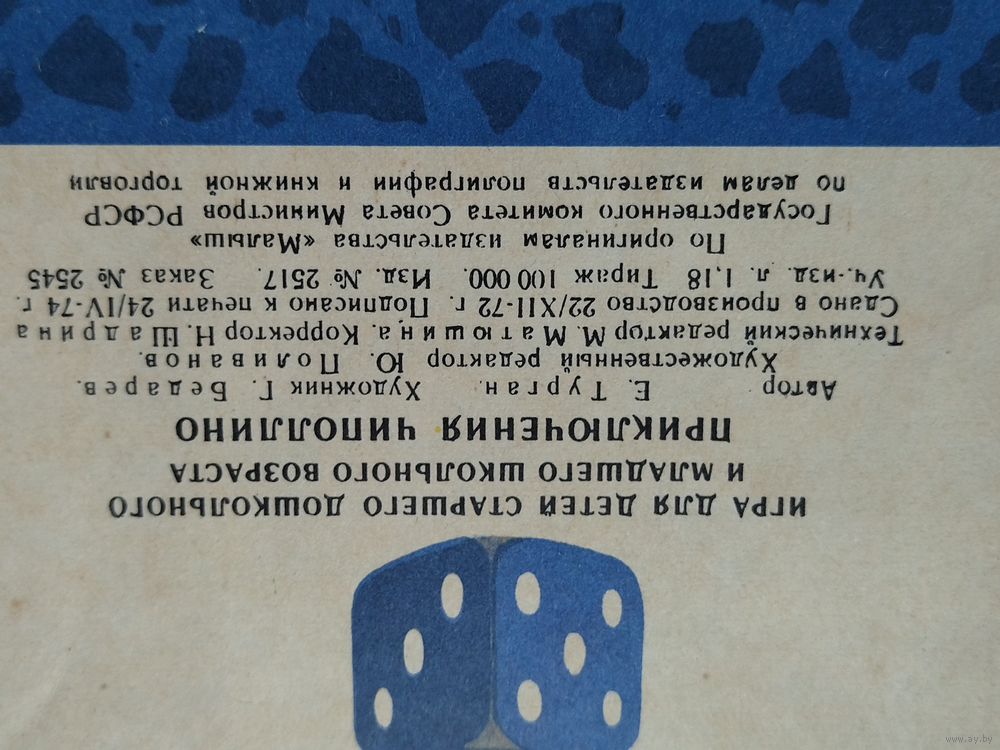 ИГРА ДЛЯ ДЕТЕЙ СТАРШЕГО ДОШКОЛЬНОГО
И МЛАДШЕГО ШКОЛЬНОГО ВОЗРАСТА
ПРИКЛЮЧЕНИЯ ЧИПОЛЛИНО
Автор Е. Турган. Художник Г. Бедарев.
Художественный редактор Ю. Поливанов.
Технический редактор М. Матюшина. Корректор Н. Шадрина
Сдано в производство 22/XII-72 г. Подписано к печати 24/IV-74 г.
Уч.-изд. л. 1,18 Тираж 100 000. Изд. № 2517. Заказ № 2545
По оригиналам издательства «Малыш»
Государственного комитета Совета Министров РСФСР
по делам издательств полиграфии и книжной торговли
www.ay.by